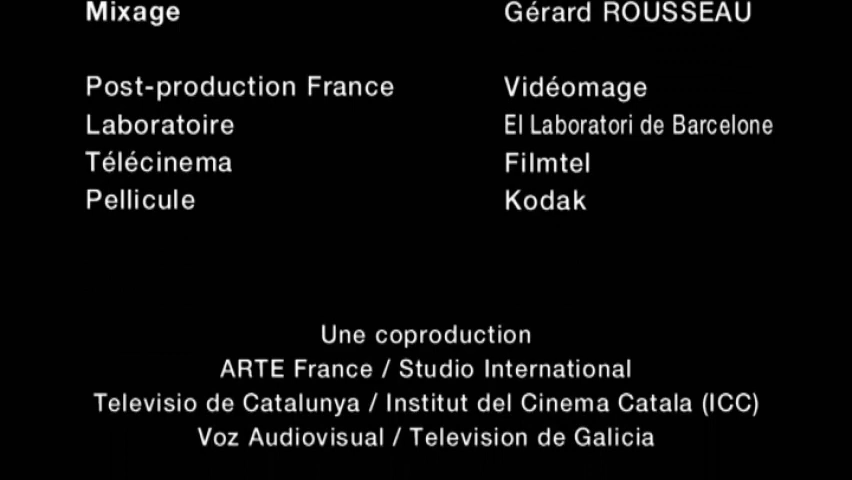 Mixage Gérard ROUSSEAU
Post-production France Vidéomage
Laboratoire El Laboratori de Barcelone
Télécinema Filmtel
Pellicule Kodak
Une coproduction
ARTE France / Studio International
Televisio de Catalunya / Institut del Cinema Catala (ICC)
Voz Audiovisual / Television de Galicia